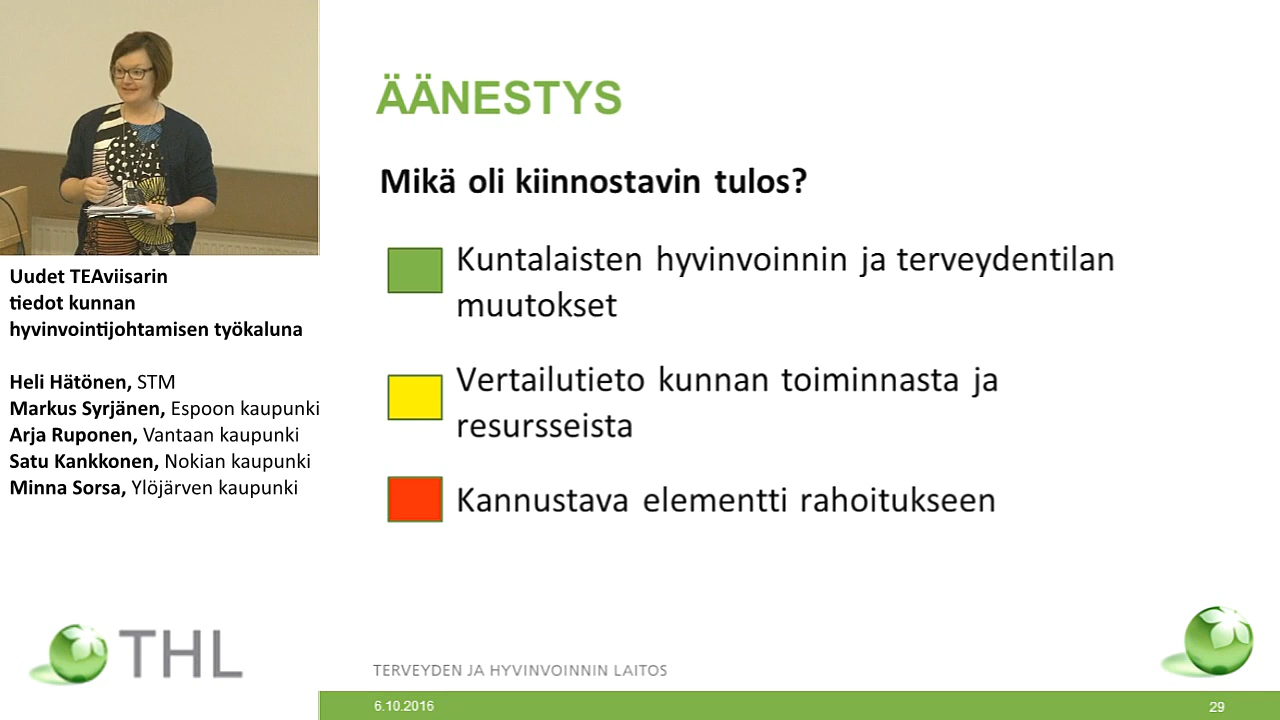 Uudet TEAviisarin
tiedot kunnan
hyvinvointijohtamisen työkaluna
Heli Hätönen, STM
Markus Syrjänen, Espoon kaupunki
Arja Ruponen, Vantaan kaupunki
Satu Kankkonen, Nokian kaupunki
Minna Sorsa, Ylöjärven kaupunki
THL
ÄÄNESTYS
Mikä oli kiinnostavin tulos?
Kuntalaisten hyvinvoinnin ja terveydentilan
muutokset
Vertailutieto kunnan toiminnasta ja
resursseista
Kannustava elementti rahoitukseen
TERVEYDEN JA HYVINVOINNIN LAITOS
6.10.2016
29